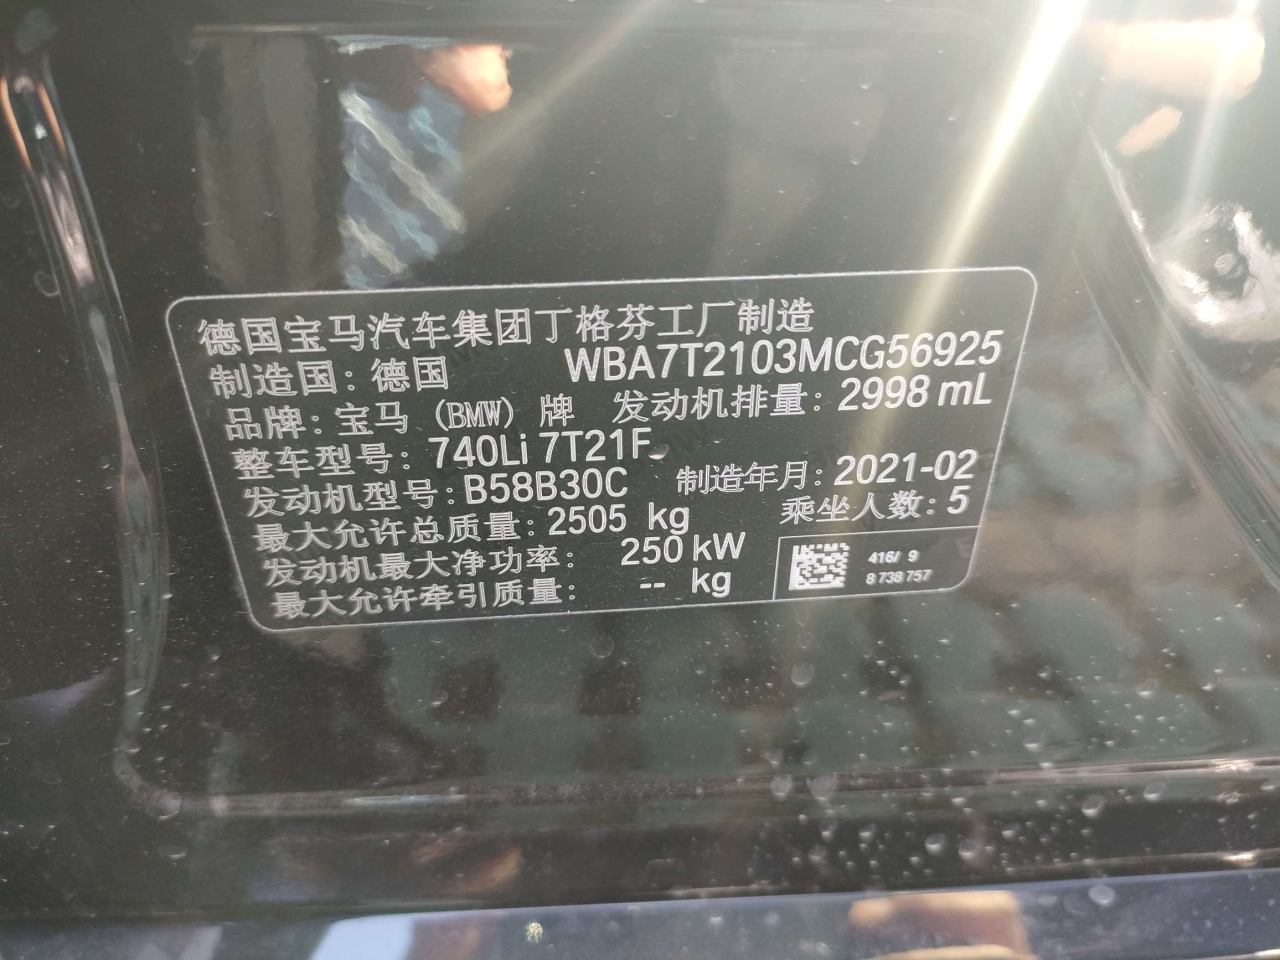 德国宝马汽车集团丁格芬工厂制造
制造国：德国 WBA7T2103MCG56925
品牌：宝马（BMW）牌 发动机排量：2998 mL
整车型号：740Li 7T21F
发动机型号：B58B30C 制造年月：2021-02
最大允许总质量：2505 kg 乘坐人数：5
发动机最大净功率： 250 kW
最大允许牵引质量： -- kg
416/ 9
8 738 757